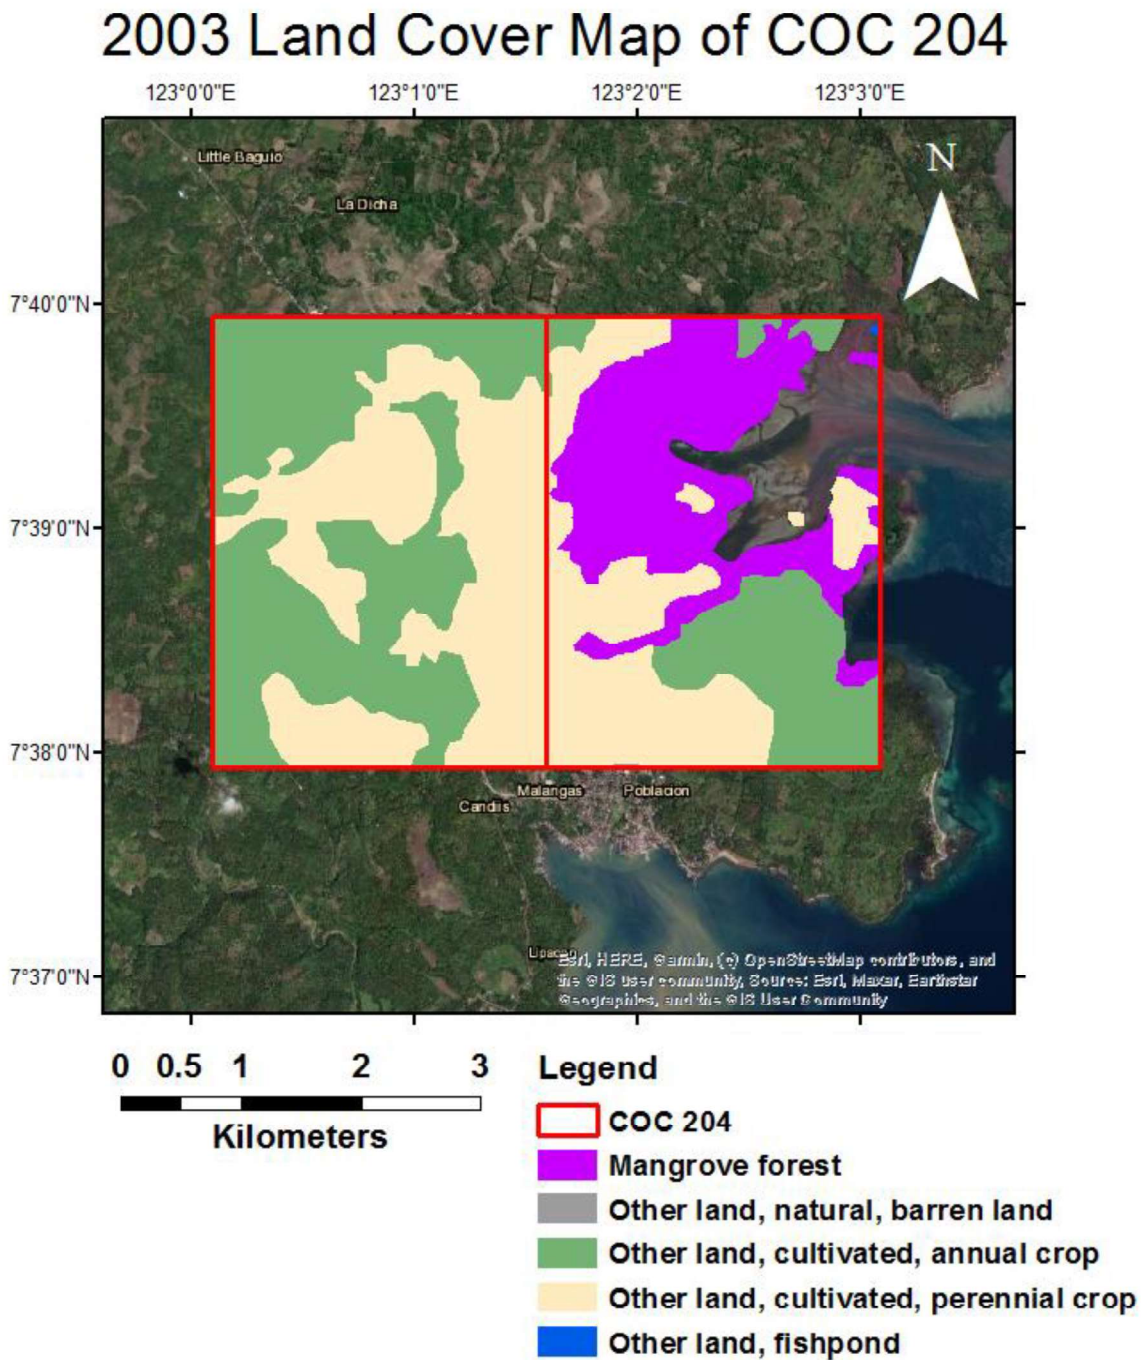 2003 Land Cover Map of COC 204
123°0'0"E 123°1'0"E 123°2'0"E 123°3'0"E
Little Baguio
N
La Dicha
7°40'0"N
7°39'0"N
7°38'0"N
Malangas Poblacion
Candiis
Lipacan
7°37'0"N
Esri, HERE, Garmin, (c) OpenStreetMap contributors, and
the GIS user community, Source: Esri, Maxar, Earthstar
Geographics, and the GIS User Community
0 0.5 1 2 3
Kilometers
Legend
COC 204
Mangrove forest
Other land, natural, barren land
Other land, cultivated, annual crop
Other land, cultivated, perennial crop
Other land, fishpond